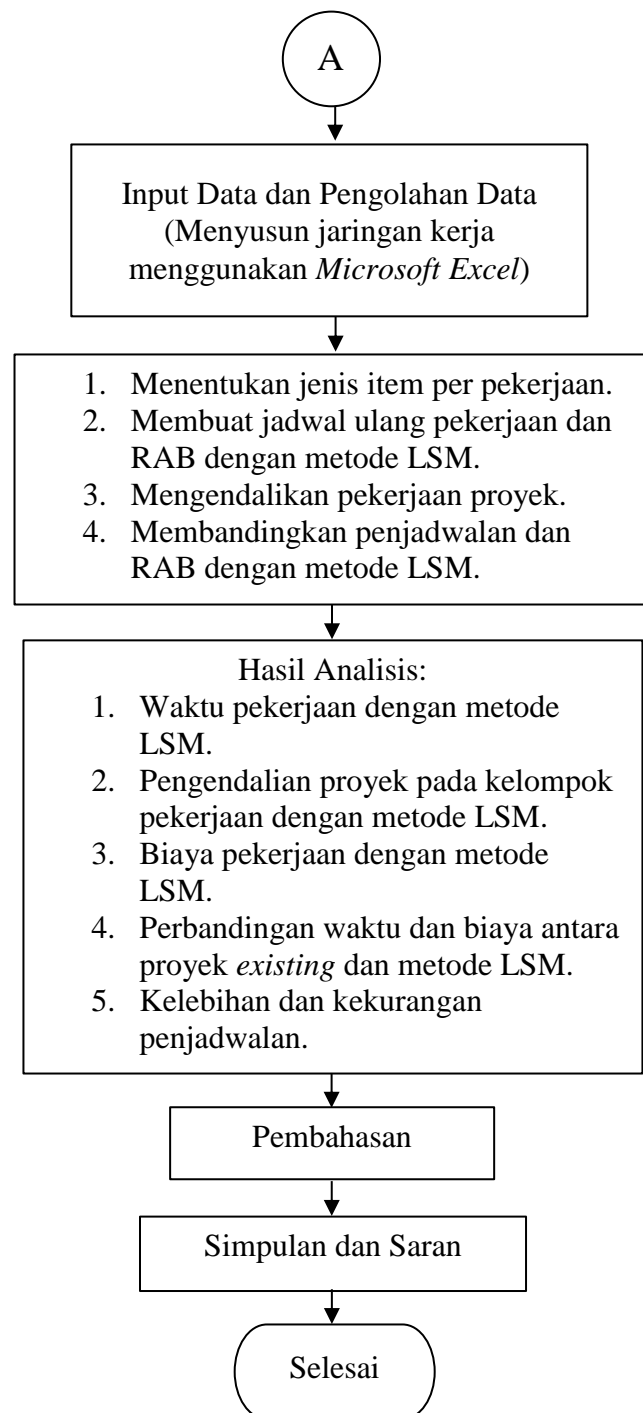 A
Input Data dan Pengolahan Data
(Menyusun jaringan kerja
menggunakan Microsoft Excel)
1. Menentukan jenis item per pekerjaan.
2. Membuat jadwal ulang pekerjaan dan
RAB dengan metode LSM.
3. Mengendalikan pekerjaan proyek.
4. Membandingkan penjadwalan dan
RAB dengan metode LSM.
Hasil Analisis:
1. Waktu pekerjaan dengan metode
LSM.
2. Pengendalian proyek pada kelompok
pekerjaan dengan metode LSM.
3. Biaya pekerjaan dengan metode
LSM.
4. Perbandingan waktu dan biaya antara
proyek existing dan metode LSM.
5. Kelebihan dan kekurangan
penjadwalan.
Pembahasan
Simpulan dan Saran
Selesai